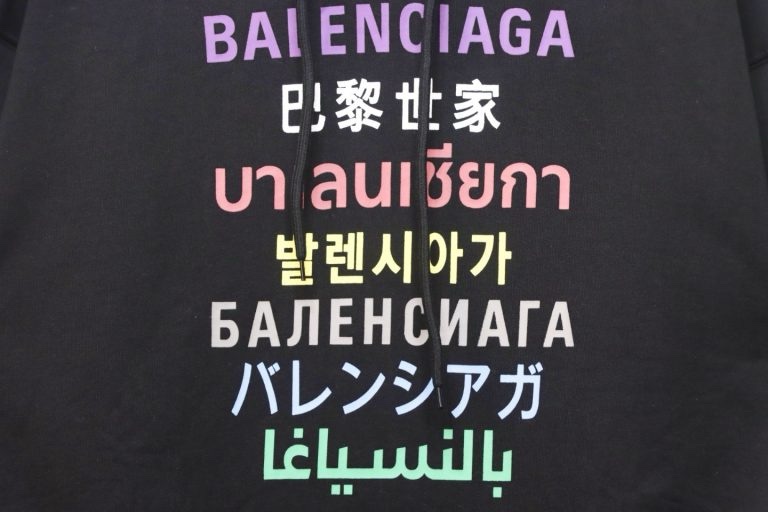 BALENCIAGA
巴黎世家
บาเลนเซียกา
발렌시아가
БАЛЕНСИАГА
バレンシアガ
بالنسياغا